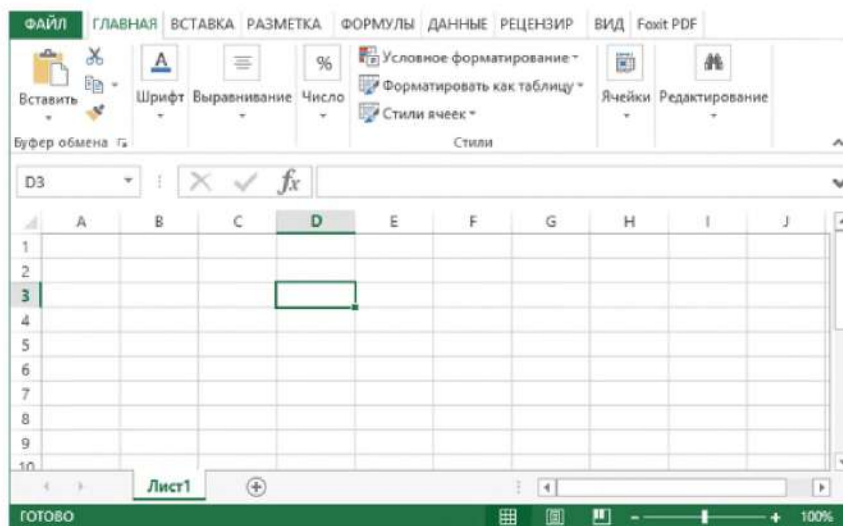 ФАЙЛ ГЛАВНАЯ ВСТАВКА РАЗМЕТКА ФОРМУЛЫ ДАННЫЕ РЕЦЕНЗИР ВИД Foxit PDF
Вставить
Шрифт Выравнивание Число
Условное форматирование
Форматировать как таблицу
Стили ячеек
Ячейки Редактирование
Буфер обмена Стили
D3 fx
A B C D E F G H I J
1
2
3
4
5
6
7
8
9
10
Лист1
ГОТОВО 100%